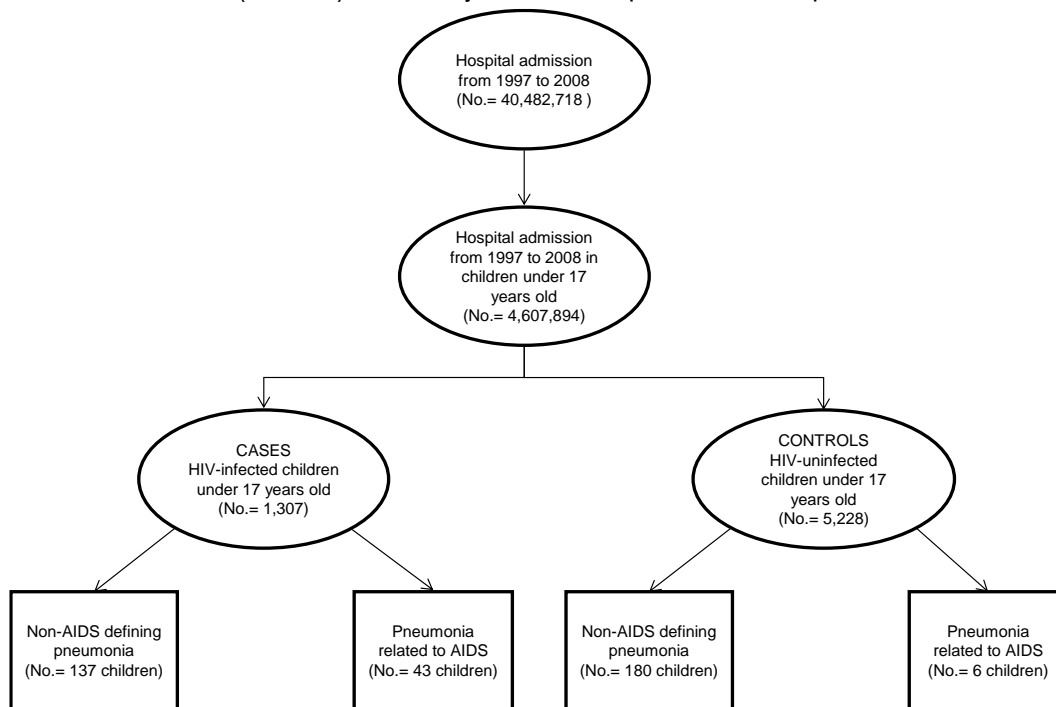 Hospital admission
from 1997 to 2008
(No.= 40,482,718 )
Hospital admission
from 1997 to 2008 in
children under 17
years old
(No.= 4,607,894)
CASES
HIV-infected children
under 17 years old
(No.= 1,307)
CONTROLS
HIV-uninfected
children under 17
years old
(No.= 5,228)
Non-AIDS defining
pneumonia
(No.= 137 children)
Pneumonia
related to AIDS
(No.= 43 children)
Non-AIDS defining
pneumonia
(No.= 180 children)
Pneumonia
related to AIDS
(No.= 6 children)